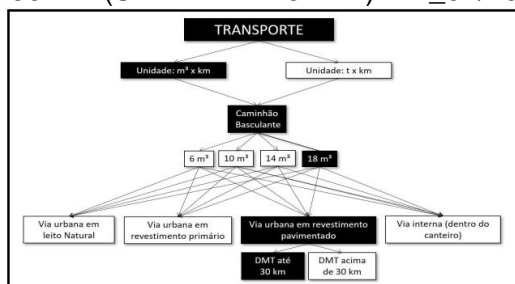 TRANSPORTE
Unidade: m³ x km
Unidade: t x km
Caminhão
Basculante
6 m³
10 m³
14 m³
18 m³
Via urbana em
leito Natural
Via urbana em
revestimento primário
Via urbana em revestimento
pavimentado
Via interna (dentro do
canteiro)
DMT até
30 km
DMT acima
de 30 km